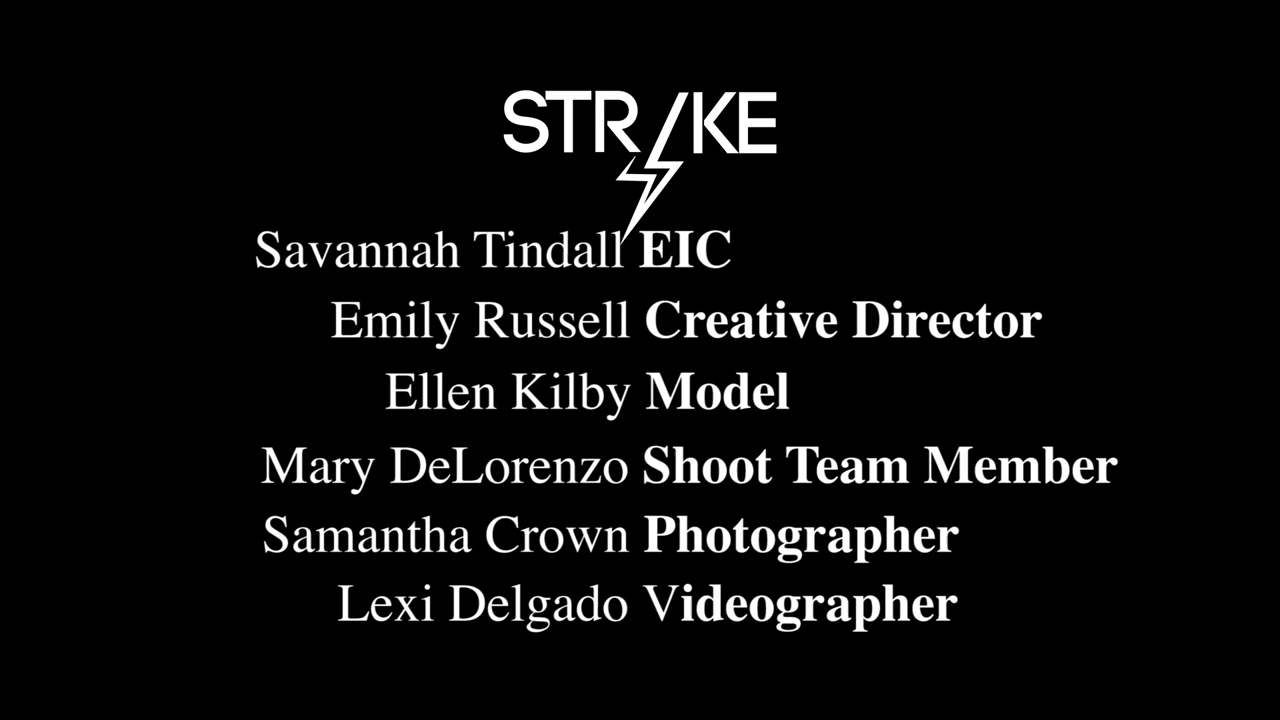 STRIKE
Savannah Tindall EIC
Emily Russell Creative Director
Ellen Kilby Model
Mary DeLorenzo Shoot Team Member
Samantha Crown Photographer
Lexi Delgado Videographer